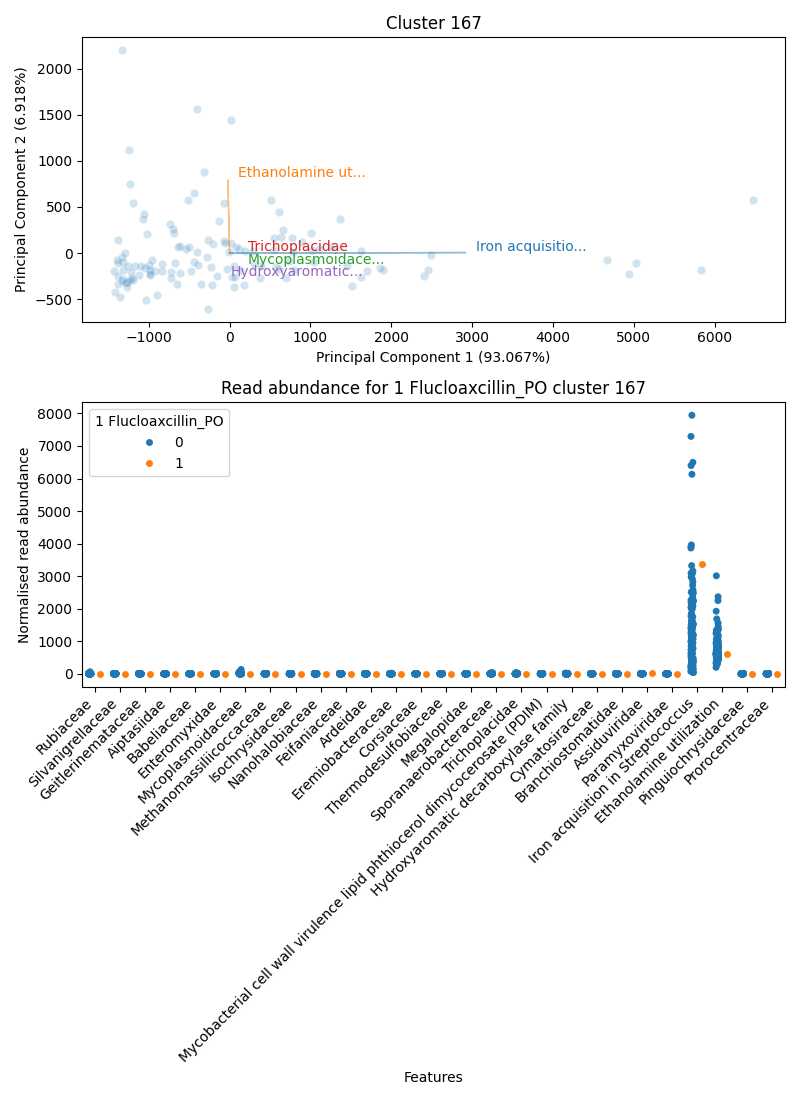 Cluster 167
Principal Component 2 (6.918%)
2000
1500
1000
500
0
−500
Ethanolamine ut...
Trichoplacidae
Iron acquisitio...
Mycoplasmoidace...
Hydroxyaromatic...
−1000
0
1000
2000
3000
4000
5000
6000
Principal Component 1 (93.067%)
Read abundance for 1 Flucloaxcillin_PO cluster 167
Normalised read abundance
8000
7000
6000
5000
4000
3000
2000
1000
0
1 Flucloaxcillin_PO
0
1
Rubiaceae
Silvanigrellaceae
Geitlerinemataceae
Aiptasiidae
Babeliaceae
Enteromyxidae
Mycoplasmoidaceae
Methanomassiliicoccaceae
Isochrysidaceae
Nanohalobiaceae
Feifaniaceae
Ardeidae
Eremiobacteraceae
Corsiaceae
Thermodesulfobiaceae
Megalopidae
Sporanaerobacteraceae
Trichoplacidae
Mycobacterial cell wall virulence lipid phthiocerol dimycocerosate (PDIM)
Hydroxyaromatic decarboxylase family
Cymatosiraceae
Branchiostomatidae
Assiduviridae
Paramyxoviridae
Iron acquisition in Streptococcus
Ethanolamine utilization
Pinguiochrysidaceae
Prorocentraceae
Features